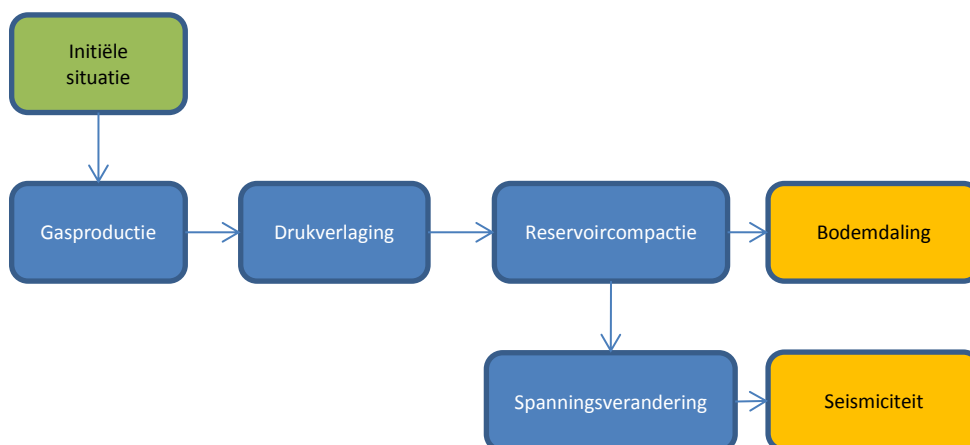 Initiële
situatie
Gasproductie
Drukverlaging
Reservoircompactie
Bodemdaling
Spanningsverandering
Seismiciteit